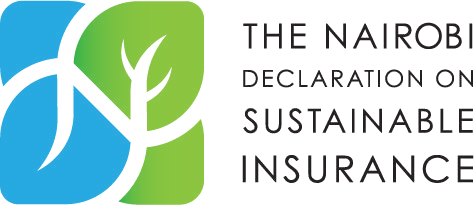 THE NAIROBI
DECLARATION ON
SUSTAINABLE
INSURANCE